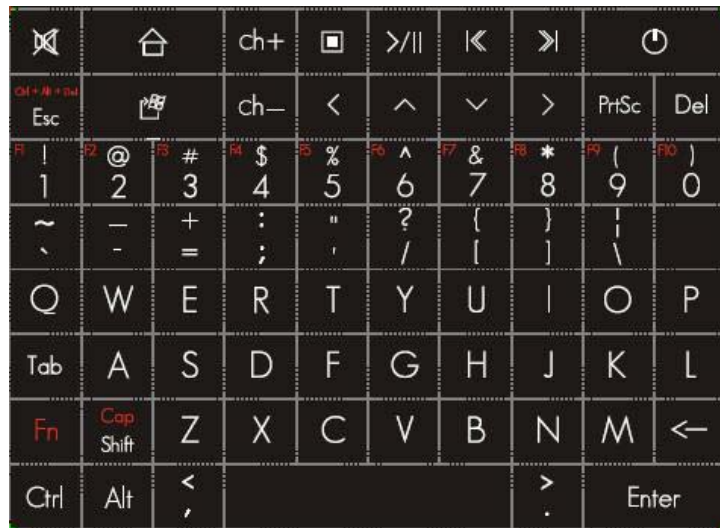 ch+ >/||
Ctrl + Alt + Del
Esc ch— < ^ > PrtSc Del
F1 ! F2 @ F3 # F4 $ F5 % F6 ^ F7 & F8 * F9 ( F10 )
1 2 3 4 5 6 7 8 9 0
~ — + : " ? { } ¦
` - = ; ' / [ ] \
Q W E R T Y U I O P
Tab A S D F G H J K L
Fn Cap Shift Z X C V B N M <—
Ctrl Alt < , > . Enter